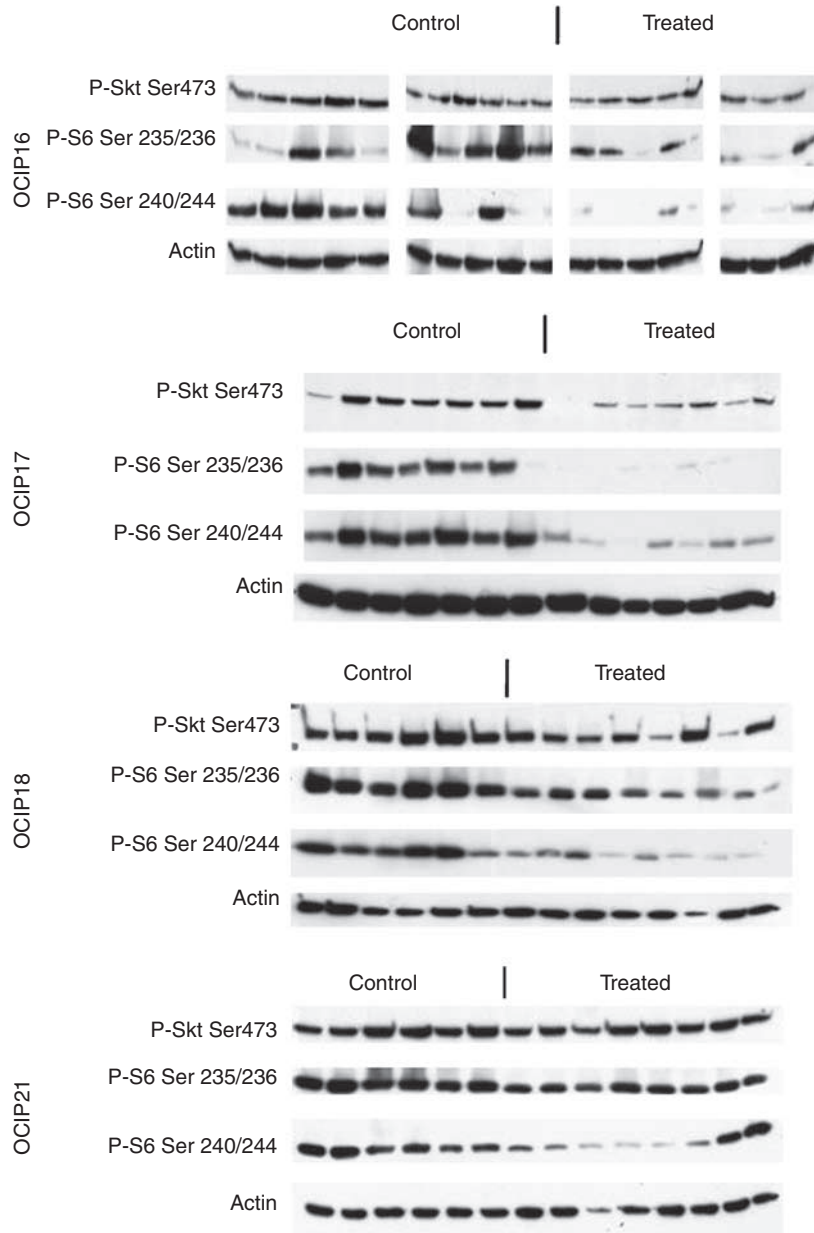 Control Treated
OCIP16
P-Skt Ser473
P-S6 Ser 235/236
P-S6 Ser 240/244
Actin
Control Treated
OCIP17
P-Skt Ser473
P-S6 Ser 235/236
P-S6 Ser 240/244
Actin
Control Treated
OCIP18
P-Skt Ser473
P-S6 Ser 235/236
P-S6 Ser 240/244
Actin
Control Treated
OCIP21
P-Skt Ser473
P-S6 Ser 235/236
P-S6 Ser 240/244
Actin